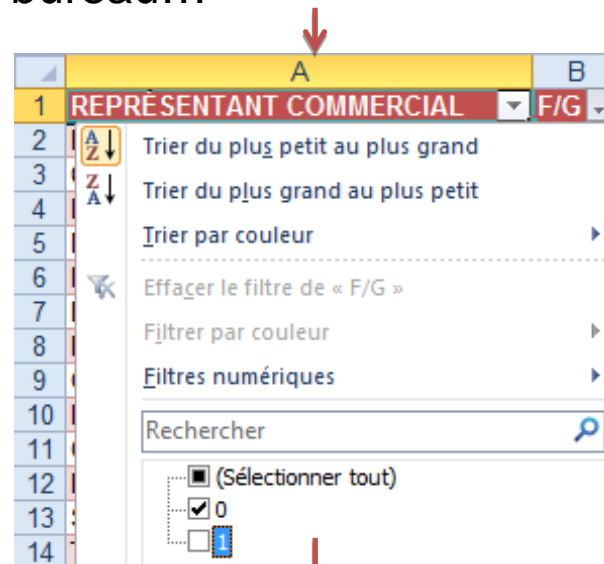 A B
1 REPRÉSENTANT COMMERCIAL F/G
2 Trier du plus petit au plus grand
3
4 Trier du plus grand au plus petit
5 Trier par couleur
6 Effacer le filtre de « F/G »
7
8 Filtrer par couleur
9 Filtres numériques
10 Rechercher
11
12 (Sélectionner tout)
13 0
14 1